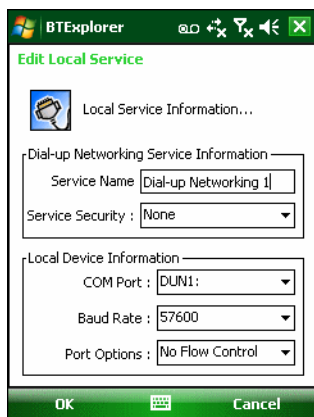 BTExplorer
Edit Local Service
Local Service Information...
Dial-up Networking Service Information
Service Name Dial-up Networking 1
Service Security : None
Local Device Information
COM Port : DUN1:
Baud Rate : 57600
Port Options : No Flow Control
OK Cancel